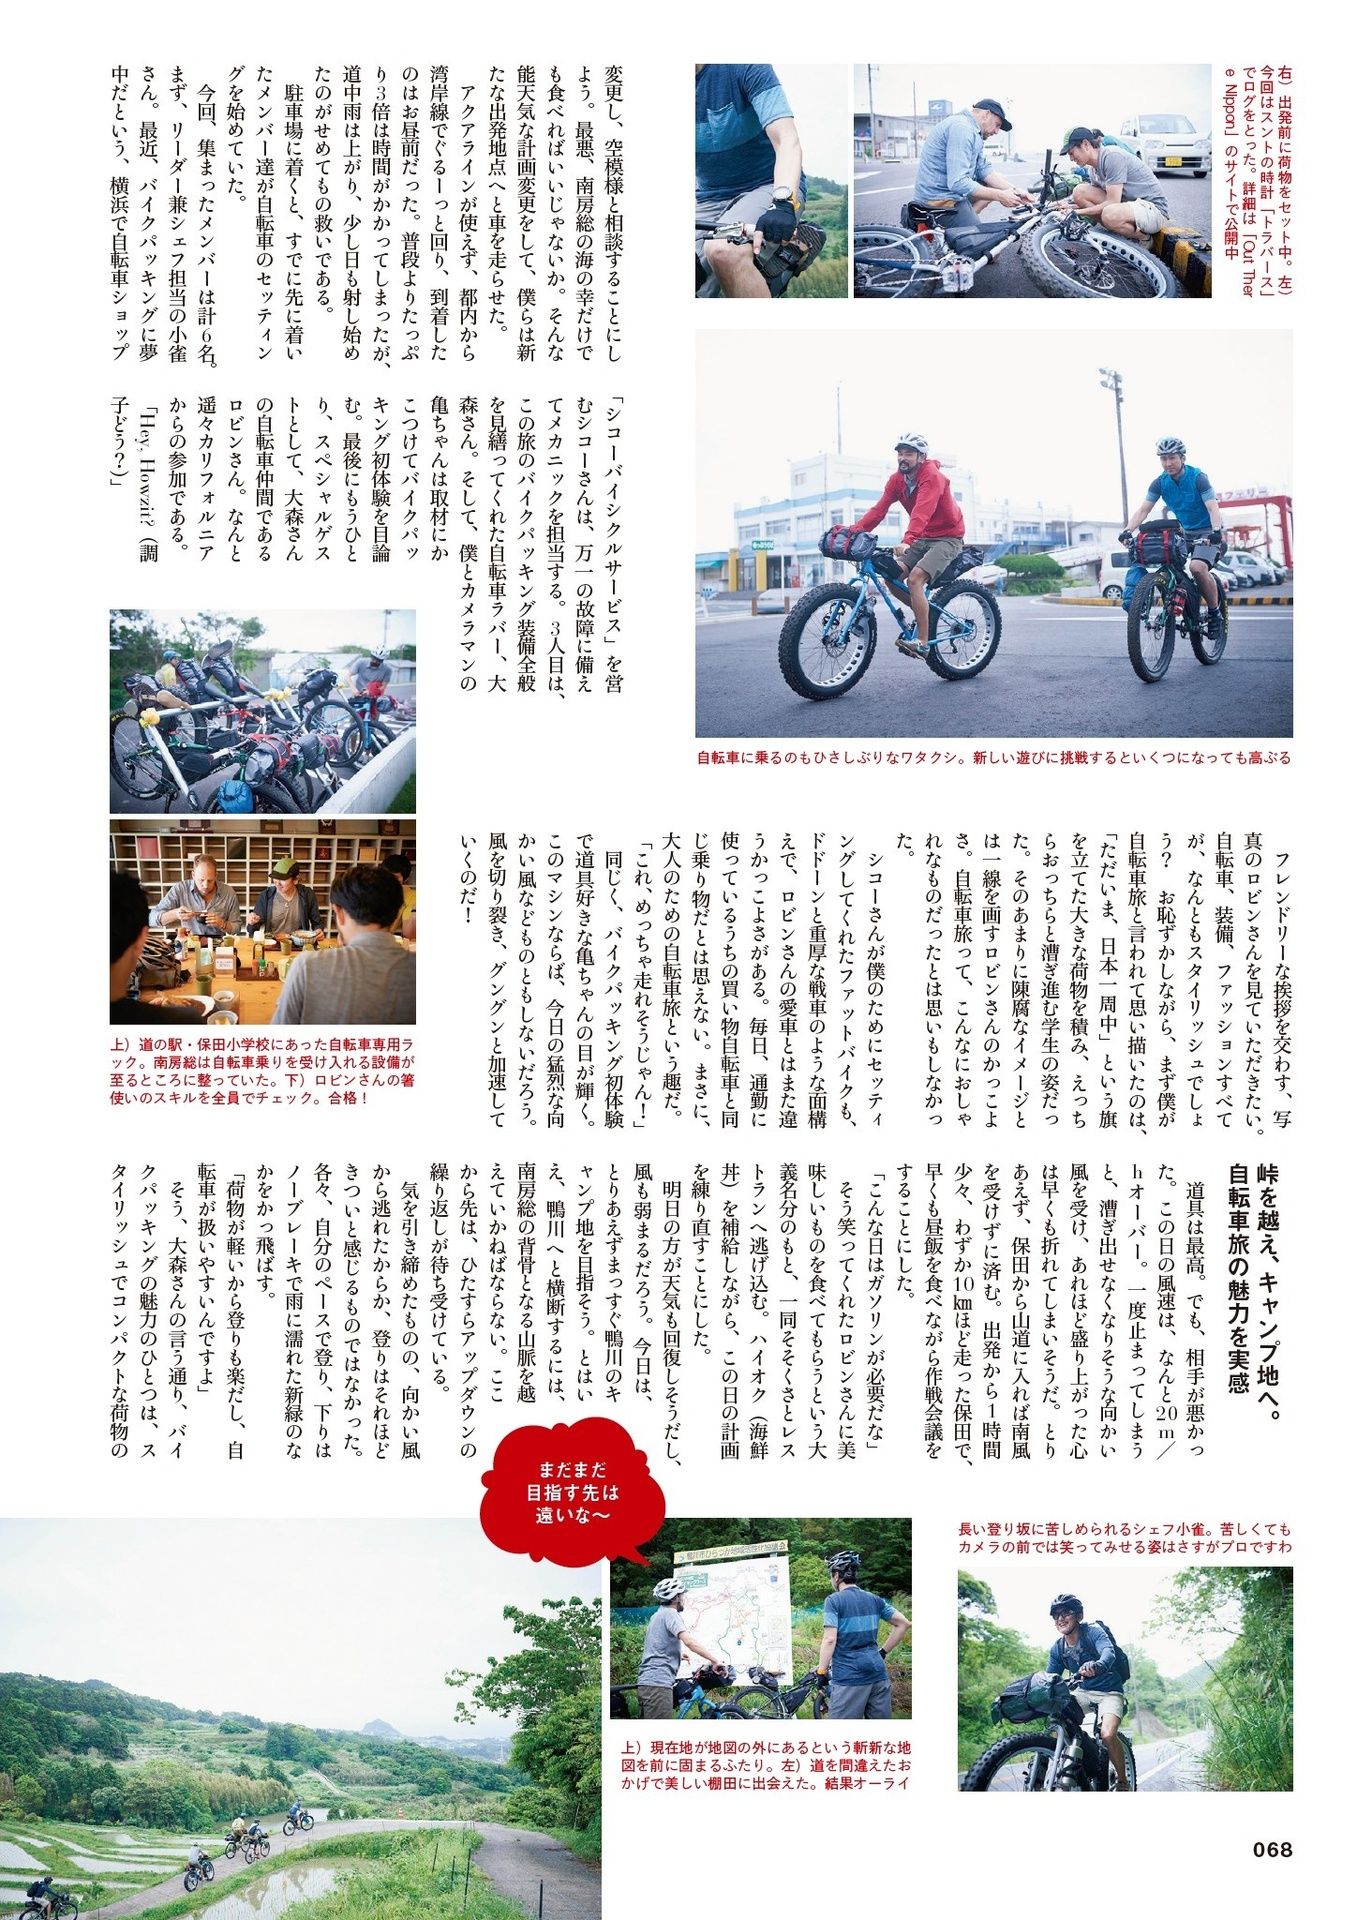 右）出発前に荷物をセット中。左）
今回はスントの時計「トラバース」
でログをとった。詳細は「Out Ther
e Nippon」のサイトで公開中
自転車に乗るのもひさしぶりなワタクシ。新しい遊びに挑戦するといくつになっても高ぶる
変更し、空模様と相談することにし
よう。最悪、南房総の海の幸だけで
も食べればいいじゃないか。そんな
能天気な計画変更をして、僕らは新
たな出発地点へと車を走らせた。
アクアラインが使えず、都内から
湾岸線でぐるーっと回り、到着した
のはお昼前だった。普段よりたっぷ
り3倍は時間がかかってしまったが、
道中雨は上がり、少し日も射し始め
たのがせめてもの救いである。
駐車場に着くと、すでに先に着い
たメンバー達が自転車のセッティン
グを始めていた。
今回、集まったメンバーは計6名。
まず、リーダー兼シェフ担当の小雀
さん。最近、バイクパッキングに夢
中だという、横浜で自転車ショップ
「シコーバイシクルサービス」を営
むシコーさんは、万一の故障に備え
てメカニックを担当する。3人目は、
この旅のバイクパッキング装備全般
を見繕ってくれた自転車ラバー、大
森さん。そして、僕とカメラマンの
亀ちゃんは取材にか
こつけてバイクパッ
キング初体験を目論
む。最後にもうひと
り、スペシャルゲス
トとして、大森さん
の自転車仲間である
ロビンさん。なんと
遥々カリフォルニア
からの参加である。
「Hey, Howzit?（調
子どう？）」
上）道の駅・保田小学校にあった自転車専用ラ
ック。南房総は自転車乗りを受け入れる設備が
至るところに整っていた。下）ロビンさんの箸
使いのスキルを全員でチェック。合格！
フレンドリーな挨拶を交わす、写
真のロビンさんを見ていただきたい。
自転車、装備、ファッションすべて
が、なんともスタイリッシュでしょ
う？　お恥ずかしながら、まず僕が
自転車旅と言われて思い描いたのは、
「ただいま、日本一周中」という旗
を立てた大きな荷物を積み、えっち
らおっちらと漕ぎ進む学生の姿だっ
た。そのあまりに陳腐なイメージと
は一線を画すロビンさんのかっこよ
さ。自転車旅って、こんなにおしゃ
れなものだったとは思いもしなかっ
た。
シコーさんが僕のためにセッティ
ングしてくれたファットバイクも、
ドドーンと重厚な戦車のような面構
えで、ロビンさんの愛車とはまた違
うかっこよさがある。毎日、通勤に
使っているうちの買い物自転車と同
じ乗り物だとは思えない。まさに、
大人のための自転車旅という趣だ。
「これ、めっちゃ走れそうじゃん！」
同じく、バイクパッキング初体験
で道具好きな亀ちゃんの目が輝く。
このマシンならば、今日の猛烈な向
かい風などものともしないだろう。
風を切り裂き、グングンと加速して
いくのだ！
峠を越え、キャンプ地へ。
自転車旅の魅力を実感
道具は最高。でも、相手が悪かっ
た。この日の風速は、なんと20m／
hオーバー。一度止まってしまう
と、漕ぎ出せなくなりそうな向かい
風を受け、あれほど盛り上がった心
は早くも折れてしまいそうだ。とり
あえず、保田から山道に入れば南風
を受けずに済む。出発から1時間
少々、わずか10㎞ほど走った保田で、
早くも昼飯を食べながら作戦会議を
することにした。
「こんな日はガソリンが必要だな」
そう笑ってくれたロビンさんに美
味しいものを食べてもらうという大
義名分のもと、一同そそくさとレス
トランへ逃げ込む。ハイオク（海鮮
丼）を補給しながら、この日の計画
を練り直すことにした。
明日の方が天気も回復しそうだし、
風も弱まるだろう。今日は、
とりあえずまっすぐ鴨川のキ
ャンプ地を目指そう。とはい
え、鴨川へと横断するには、
南房総の背骨となる山脈を越
えていかねばならない。ここ
から先は、ひたすらアップダウンの
繰り返しが待ち受けている。
気を引き締めたものの、向かい風
から逃れたからか、登りはそれほど
きついと感じるものではなかった。
各々、自分のペースで登り、下りは
ノーブレーキで雨に濡れた新緑のな
かをかっ飛ばす。
「荷物が軽いから登りも楽だし、自
転車が扱いやすいんですよ」
そう、大森さんの言う通り、バイ
クパッキングの魅力のひとつは、ス
タイリッシュでコンパクトな荷物の
まだまだ
目指す先は
遠いな〜
長い登り坂に苦しめられるシェフ小雀。苦しくても
カメラの前では笑ってみせる姿はさすがプロですわ
上）現在地が地図の外にあるという斬新な地
図を前に固まるふたり。左）道を間違えたお
かげで美しい棚田に出会えた。結果オーライ
068